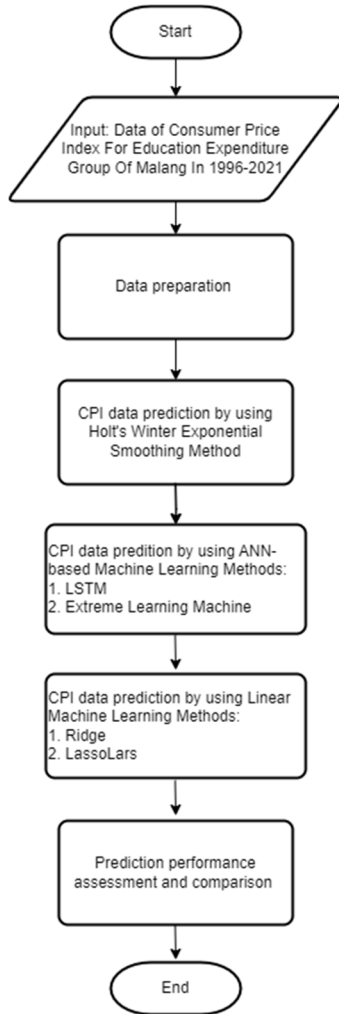 Start
Input: Data of Consumer Price
Index For Education Expenditure
Group Of Malang In 1996-2021
Data preparation
CPI data prediction by using
Holt's Winter Exponential
Smoothing Method
CPI data predition by using ANN-
based Machine Learning Methods:
1. LSTM
2. Extreme Learning Machine
CPI data prediction by using Linear
Machine Learning Methods:
1. Ridge
2. LassoLars
Prediction performance
assessment and comparison
End